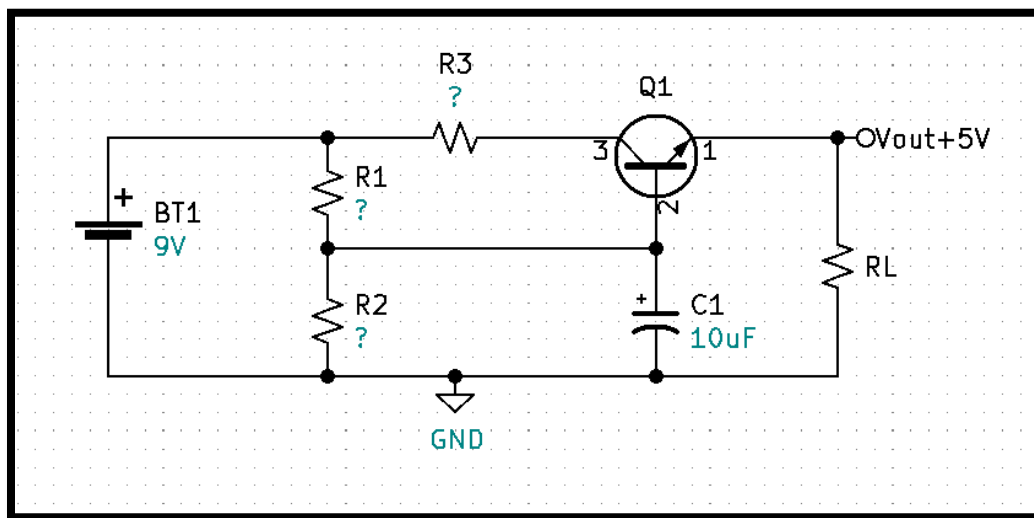 R3
?
Q1
3
1
2
Vout+5V
R1
?
+
BT1
9V
R2
?
+
C1
10uF
RL
GND